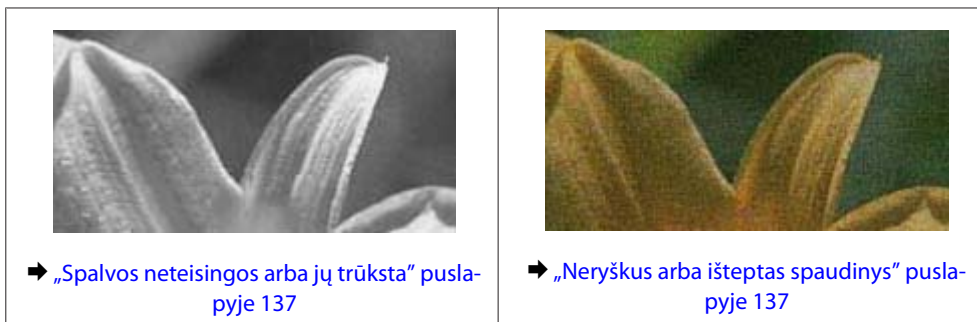 ➡ „Spalvos neteisingos arba jų trūksta” pusla-
pyje 137
➡ „Neryškus arba išteptas spaudinys” pusla-
pyje 137